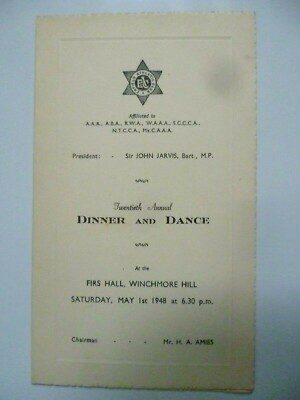 Affiliated to
A.A.A., A.B.A., R.W.A., W.A.A.A., S.C.C.C.A.,
N.T.C.C.A., Mx.C.A.A.A.
President: - Sir JOHN JARVIS, Bart., M.P.
Twentieth Annual
DINNER AND DANCE
At the
FIRS HALL, WINCHMORE HILL
SATURDAY, MAY 1st 1948 at 6.30 p.m.
Chairman - - - Mr. H. A. AMIES